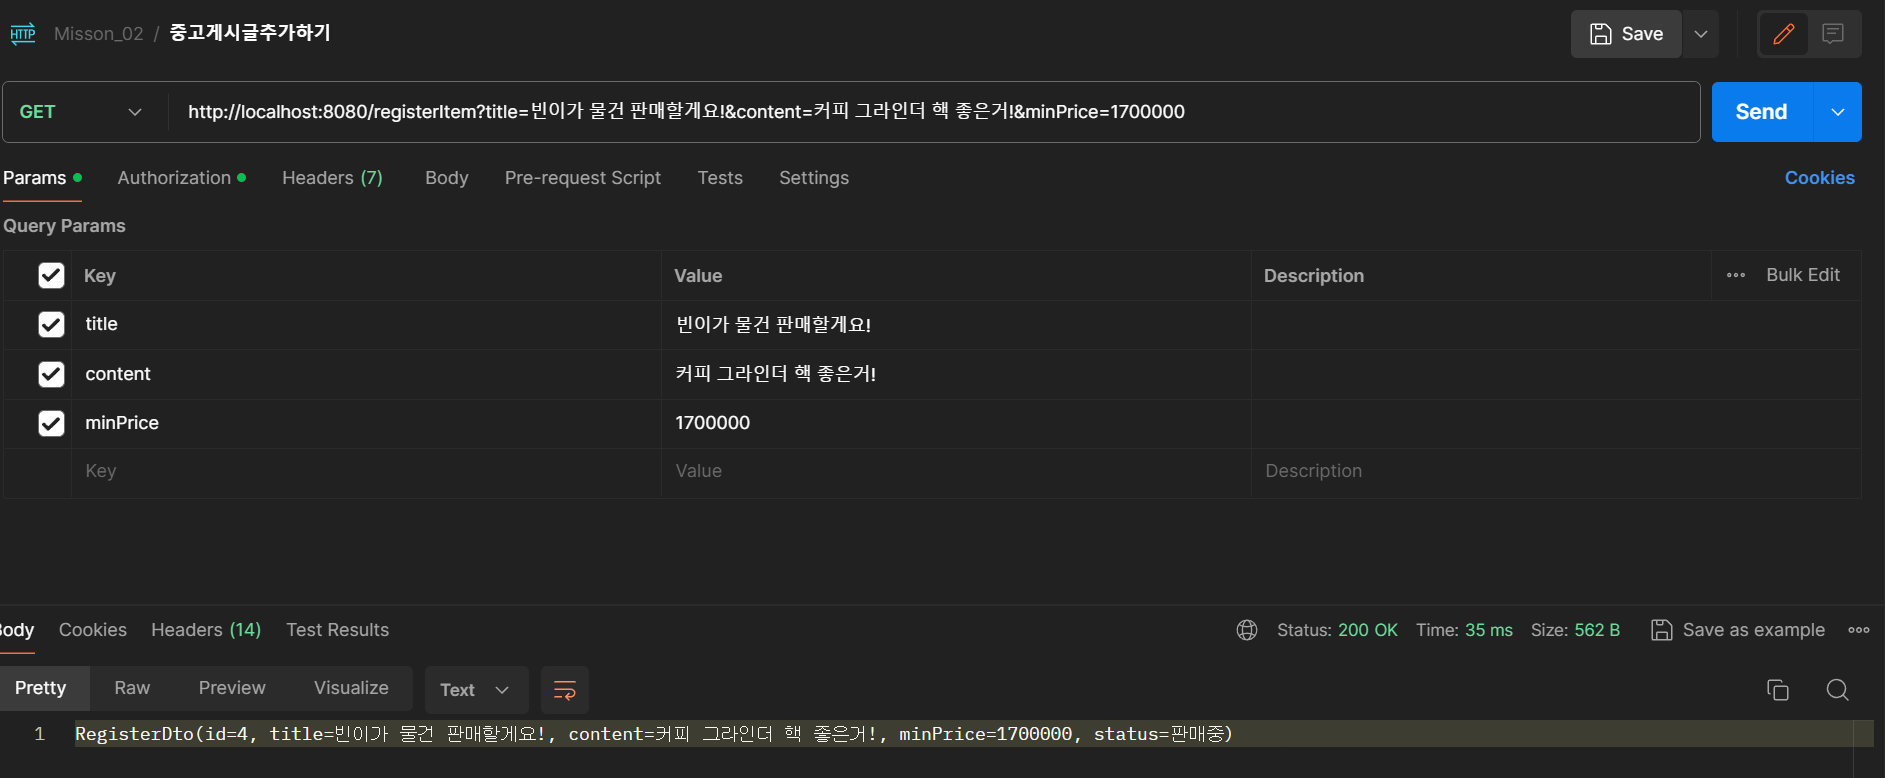 HTTP Misson_02 / 중고게시글추가하기 Save
GET http://localhost:8080/registerItem?title=빈이가 물건 판매할게요!&content=커피 그라인더 핵 좋은거!&minPrice=1700000 Send
Params Authorization Headers (7) Body Pre-request Script Tests Settings Cookies
Query Params
Key Value Description Bulk Edit
title 빈이가 물건 판매할게요!
content 커피 그라인더 핵 좋은거!
minPrice 1700000
Key Value Description
Body Cookies Headers (14) Test Results Status: 200 OK Time: 35 ms Size: 562 B Save as example
Pretty Raw Preview Visualize Text
1 RegisterDto(id=4, title=빈이가 물건 판매할게요!, content=커피 그라인더 핵 좋은거!, minPrice=1700000, status=판매중)